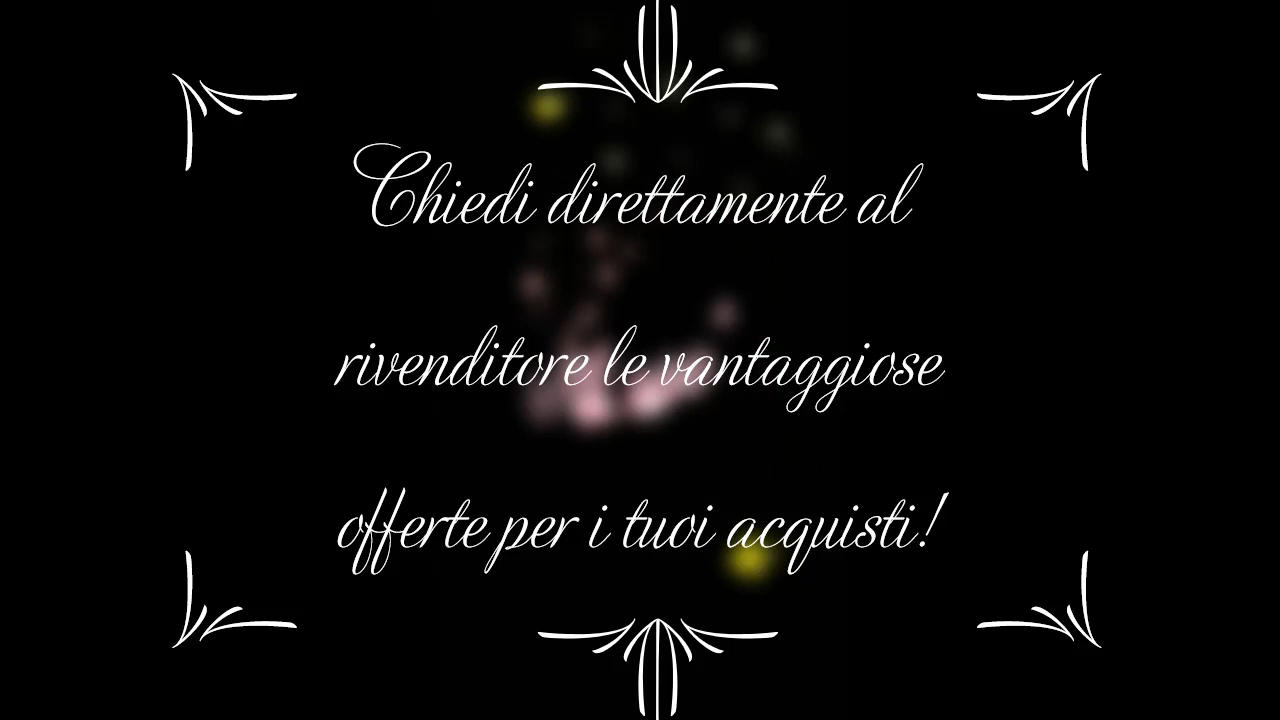 Chiedi direttamente al
rivenditore le vantaggiose
offerte per i tuoi acquisti!